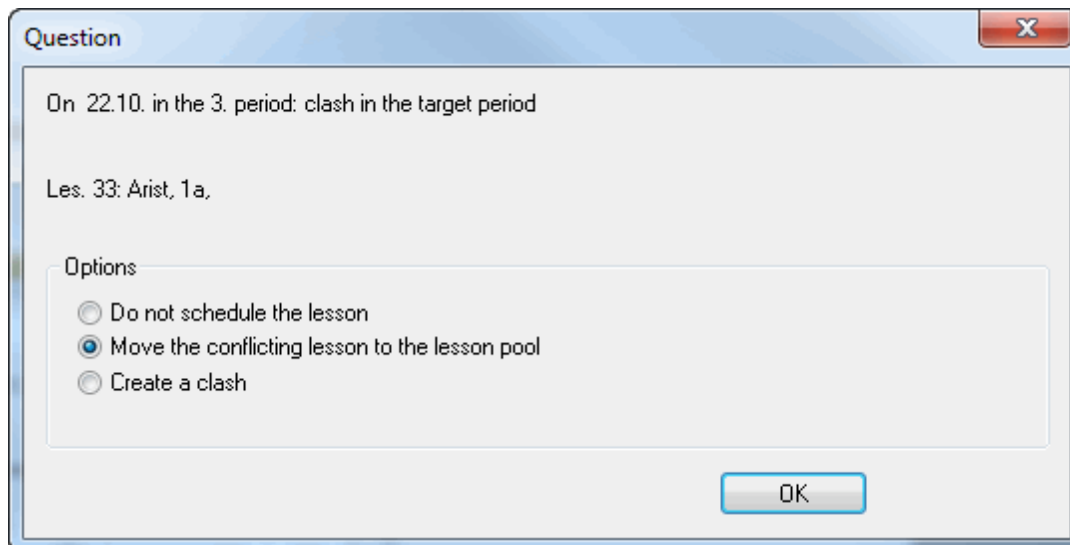 Question
On 22.10. in the 3. period: clash in the target period
Les. 33: Arist, 1a,
Options
Do not schedule the lesson
Move the conflicting lesson to the lesson pool
Create a clash
OK